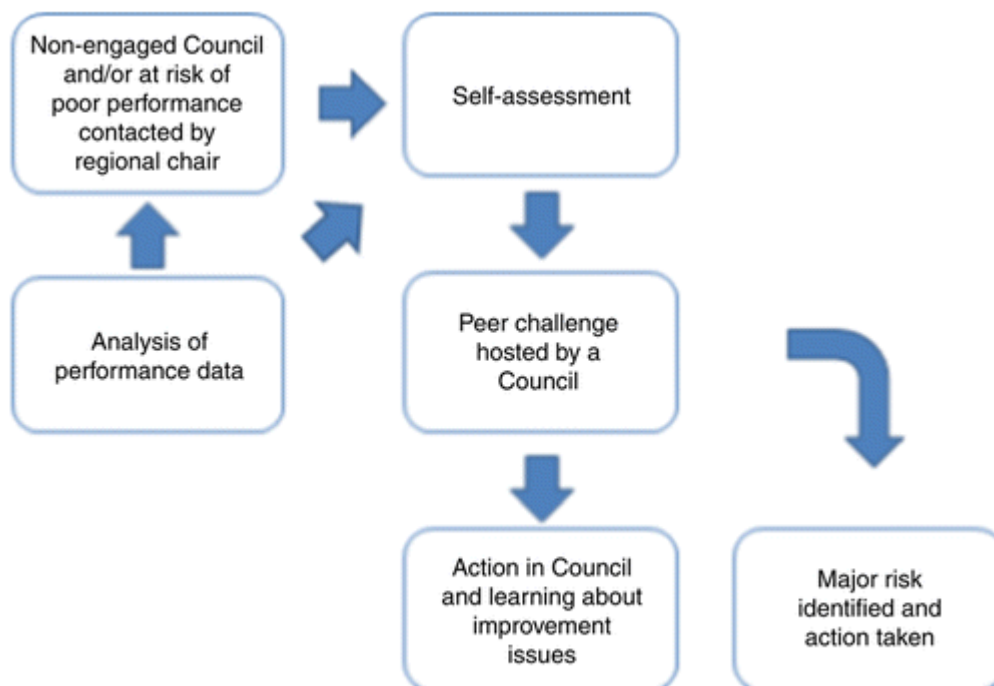 Non-engaged Council
and/or at risk of
poor performance
contacted by
regional chair
Self-assessment
Analysis of
performance data
Peer challenge
hosted by a
Council
Action in Council
and learning about
improvement
issues
Major risk
identified and
action taken